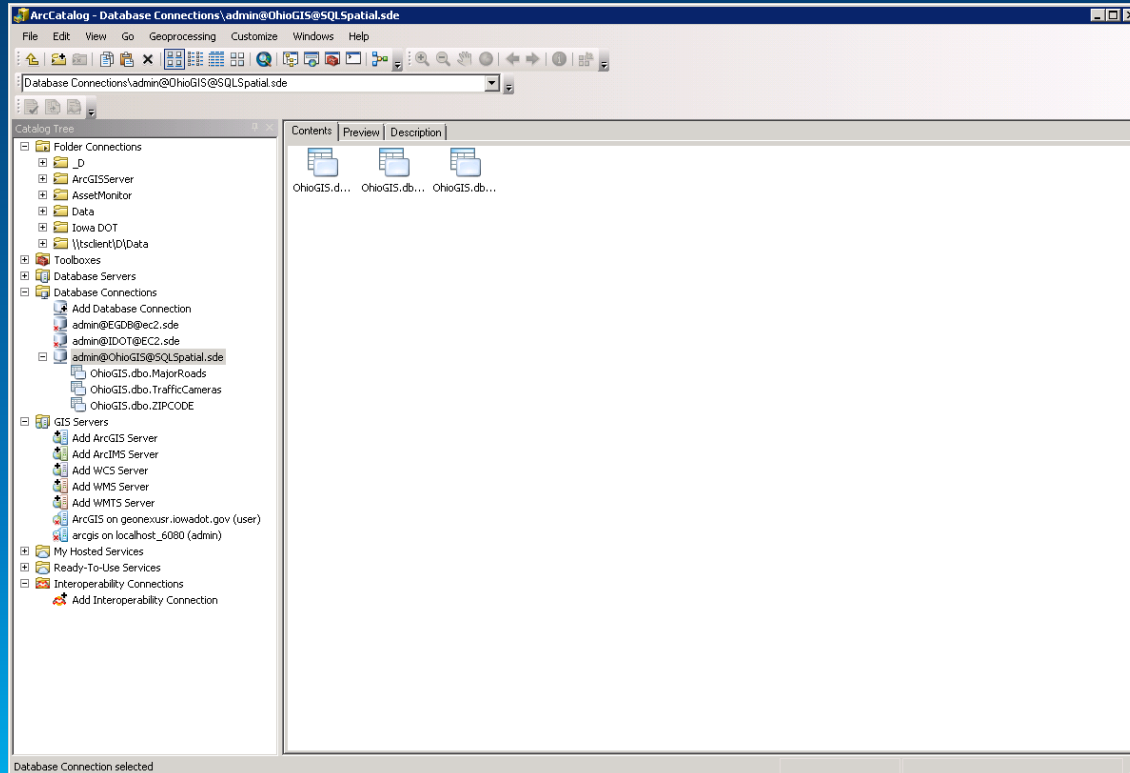 ArcCatalog - Database Connections\admin@OhioGIS@SQLSpatial.sde
File Edit View Go Geoprocessing Customize Windows Help
Database Connections\admin@OhioGIS@SQLSpatial.sde
Catalog Tree
Folder Connections
_D
ArcGISServer
AssetMonitor
Data
Iowa DOT
\\tsclient\D\Data
Toolboxes
Database Servers
Database Connections
Add Database Connection
admin@EGDB@ec2.sde
admin@IDOT@EC2.sde
admin@OhioGIS@SQLSpatial.sde
OhioGIS.dbo.MajorRoads
OhioGIS.dbo.TrafficCameras
OhioGIS.dbo.ZIPCODE
GIS Servers
Add ArcGIS Server
Add ArcIMS Server
Add WCS Server
Add WMS Server
Add WMTS Server
ArcGIS on geonexusr.iowadot.gov (user)
arcgis on localhost_6080 (admin)
My Hosted Services
Ready-To-Use Services
Interoperability Connections
Add Interoperability Connection
Contents Preview Description
OhioGIS.d... OhioGIS.db... OhioGIS.db...
Database Connection selected